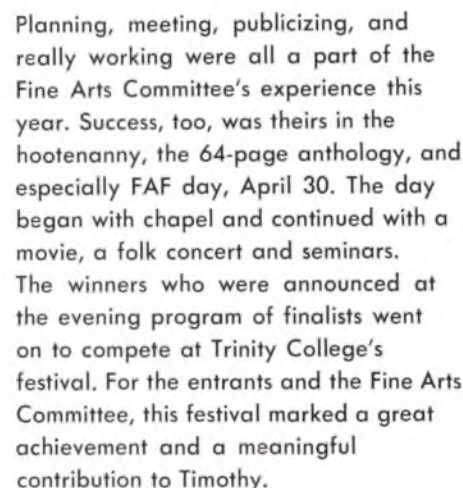 Planning, meeting, publicizing, and
really working were all a part of the
Fine Arts Committee's experience this
year. Success, too, was theirs in the
hootenanny, the 64-page anthology, and
especially FAF day, April 30. The day
began with chapel and continued with a
movie, a folk concert and seminars.
The winners who were announced at
the evening program of finalists went
on to compete at Trinity College's
festival. For the entrants and the Fine Arts
Committee, this festival marked a great
achievement and a meaningful
contribution to Timothy.